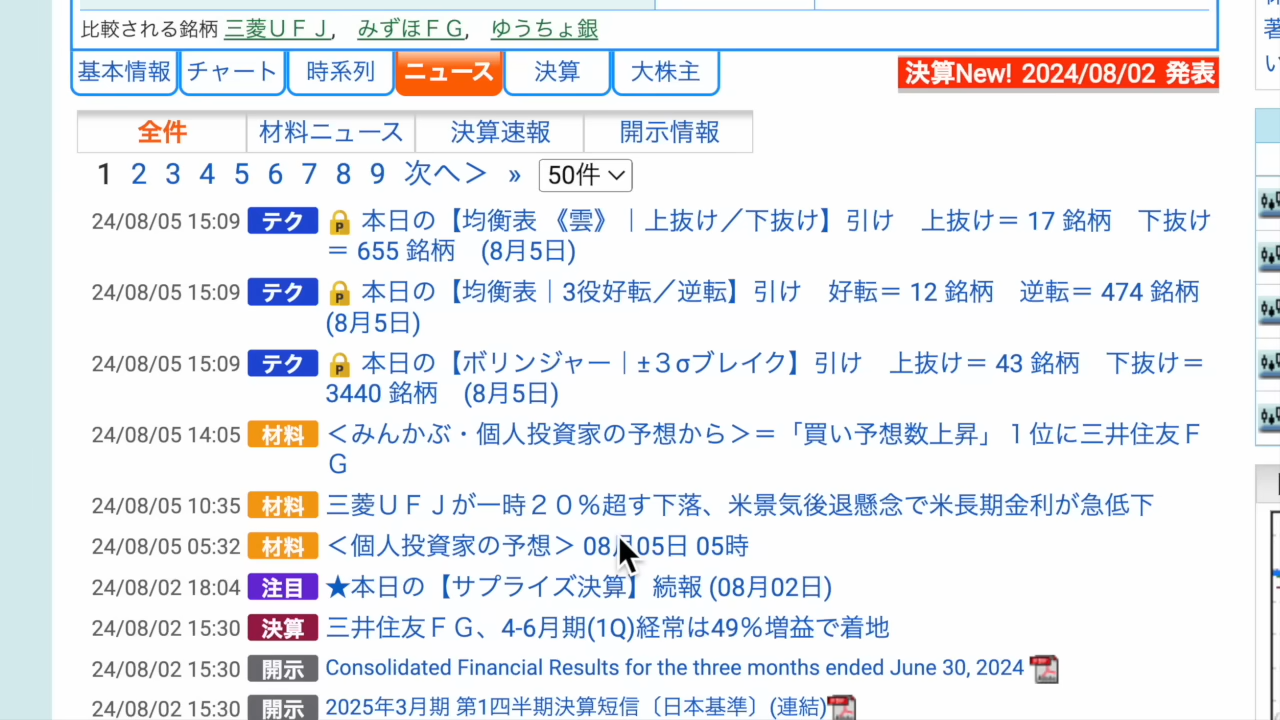 比較される銘柄 三菱ＵＦＪ, みずほＦＧ, ゆうちょ銀
基本情報 チャート 時系列 ニュース 決算 大株主 決算New! 2024/08/02 発表
全件 材料ニュース 決算速報 開示情報
1 2 3 4 5 6 7 8 9 次へ＞ » 50件
24/08/05 15:09 テク 本日の【均衡表 《雲》｜上抜け／下抜け】引け　上抜け＝ 17 銘柄　下抜け
＝ 655 銘柄　(8月5日)
24/08/05 15:09 テク 本日の【均衡表｜3役好転／逆転】引け　好転＝ 12 銘柄　逆転＝ 474 銘柄
(8月5日)
24/08/05 15:09 テク 本日の【ボリンジャー｜±３σブレイク】引け　上抜け＝ 43 銘柄　下抜け＝
3440 銘柄　(8月5日)
24/08/05 14:05 材料 ＜みんかぶ・個人投資家の予想から＞＝「買い予想数上昇」１位に三井住友Ｆ
Ｇ
24/08/05 10:35 材料 三菱ＵＦＪが一時２０％超す下落、米景気後退懸念で米長期金利が急低下
24/08/05 05:32 材料 ＜個人投資家の予想＞ 08月05日 05時
24/08/02 18:04 注目 ★本日の【サプライズ決算】続報 (08月02日)
24/08/02 15:30 決算 三井住友ＦＧ、4-6月期(1Q)経常は49％増益で着地
24/08/02 15:30 開示 Consolidated Financial Results for the three months ended June 30, 2024
24/08/02 15:30 開示 2025年3月期 第1四半期決算短信〔日本基準〕(連結)